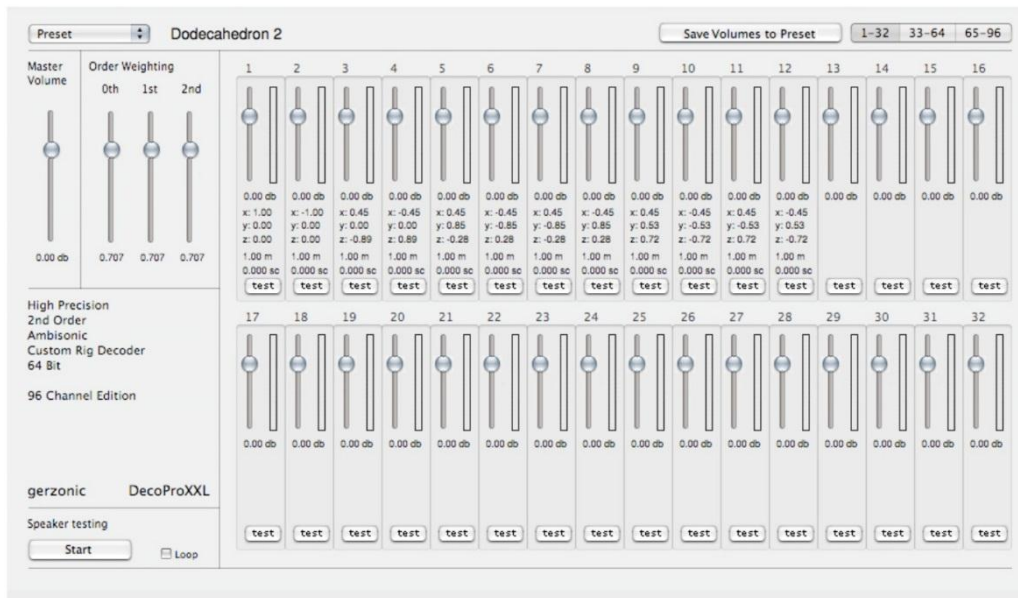 Preset
Dodecahedron 2
Save Volumes to Preset
1-32 33-64 65-96
Master
Volume
Order Weighting
0th 1st 2nd
0.00 db 0.707 0.707 0.707
1 2 3 4 5 6 7 8 9 10 11 12 13 14 15 16
0.00 db 0.00 db 0.00 db 0.00 db 0.00 db 0.00 db 0.00 db 0.00 db 0.00 db 0.00 db 0.00 db 0.00 db 0.00 db 0.00 db 0.00 db 0.00 db
x: 1.00 x: -1.00 x: 0.45 x: -0.45 x: 0.45 x: -0.45 x: 0.45 x: -0.45 x: 0.45 x: -0.45 x: 0.45 x: -0.45
y: 0.00 y: 0.00 y: 0.00 y: 0.00 y: 0.85 y: -0.85 y: -0.85 y: 0.85 y: 0.53 y: -0.53 y: -0.53 y: 0.53
z: 0.00 z: 0.00 z: -0.89 z: 0.89 z: -0.28 z: 0.28 z: -0.28 z: 0.28 z: 0.72 z: -0.72 z: 0.72 z: -0.72
1.00 m 1.00 m 1.00 m 1.00 m 1.00 m 1.00 m 1.00 m 1.00 m 1.00 m 1.00 m 1.00 m 1.00 m
0.000 sc 0.000 sc 0.000 sc 0.000 sc 0.000 sc 0.000 sc 0.000 sc 0.000 sc 0.000 sc 0.000 sc 0.000 sc 0.000 sc
test test test test test test test test test test test test test test test test
High Precision
2nd Order
Ambisonic
Custom Rig Decoder
64 Bit
96 Channel Edition
17 18 19 20 21 22 23 24 25 26 27 28 29 30 31 32
0.00 db 0.00 db 0.00 db 0.00 db 0.00 db 0.00 db 0.00 db 0.00 db 0.00 db 0.00 db 0.00 db 0.00 db 0.00 db 0.00 db 0.00 db 0.00 db
test test test test test test test test test test test test test test test test
gerzonic DecoProXXL
Speaker testing
Start
Loop